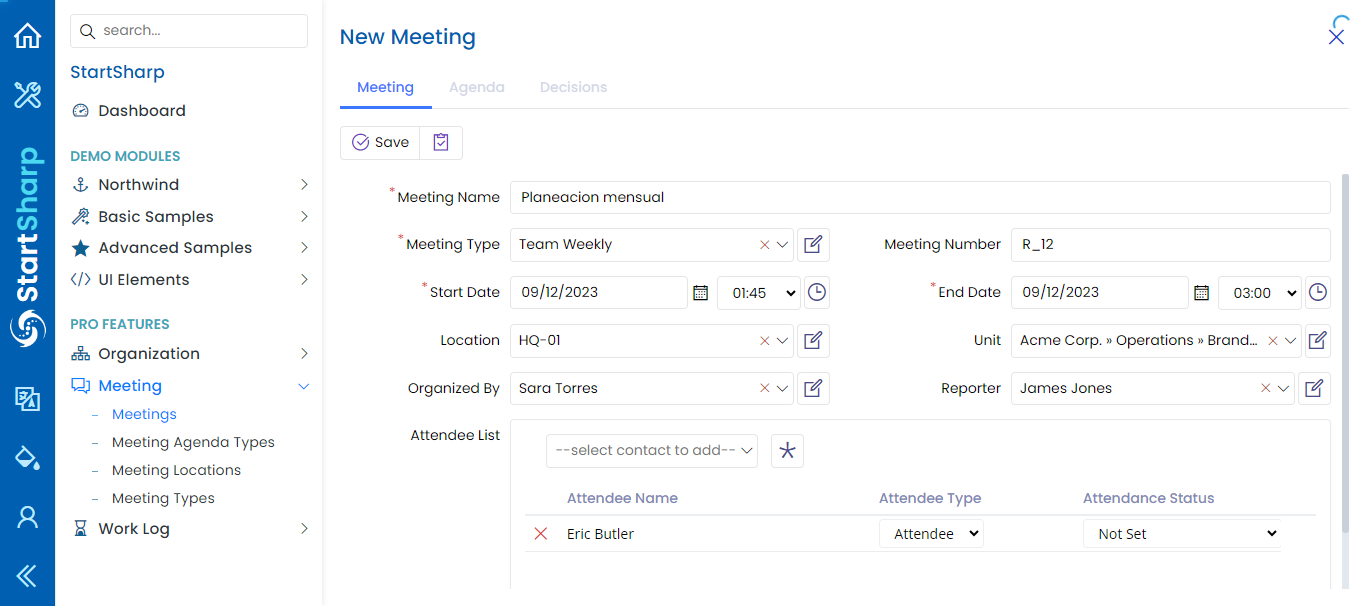 search...
StartSharp
Dashboard
DEMO MODULES
Anchor Northwind
Basic Samples
Advanced Samples
UI Elements
PRO FEATURES
Organization
Meeting
– Meetings
– Meeting Agenda Types
– Meeting Locations
– Meeting Types
Work Log
StartSharp
New Meeting
Meeting Agenda Decisions
Save
*Meeting Name Planeacion mensual
*Meeting Type Team Weekly Meeting Number R_12
*Start Date 09/12/2023 01:45 *End Date 09/12/2023 03:00
Location HQ-01 Unit Acme Corp. » Operations » Brand...
Organized By Sara Torres Reporter James Jones
Attendee List
--select contact to add--
Attendee Name Attendee Type Attendance Status
Eric Butler Attendee Not Set